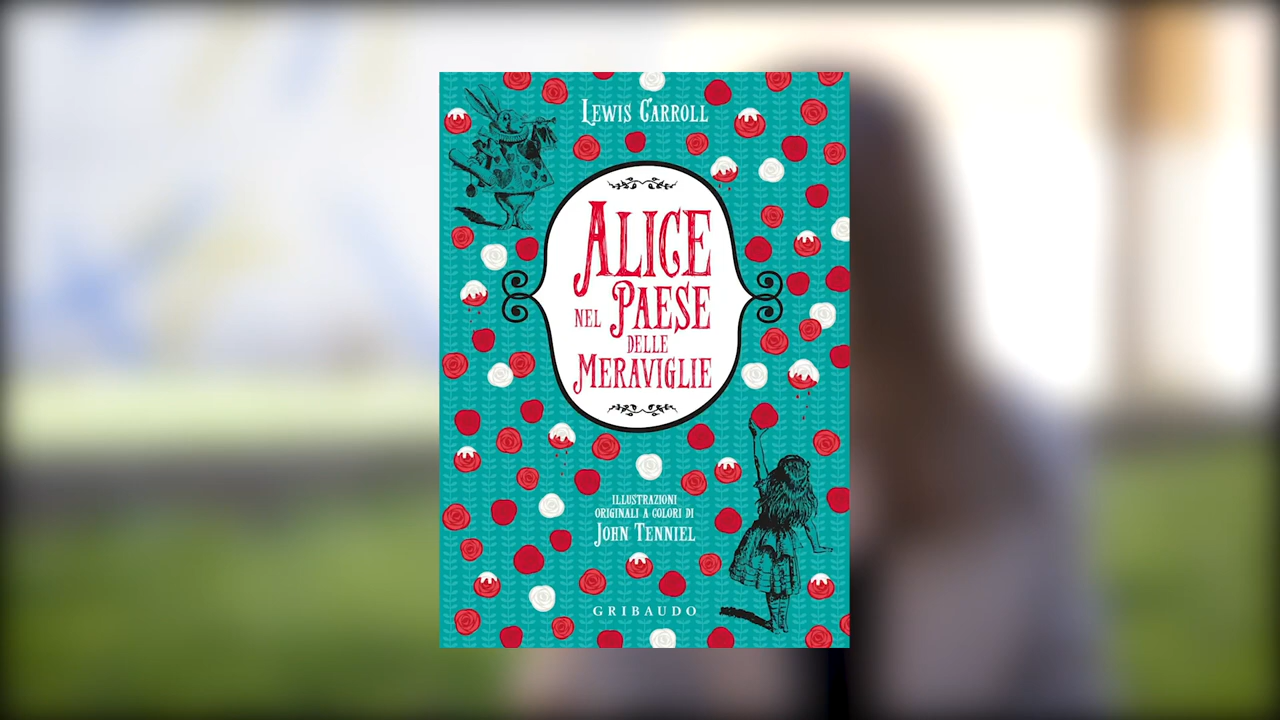 Lewis Carroll
Alice
nel Paese
delle
Meraviglie
Illustrazioni
originali a colori di
John Tenniel
GRIBAUDO